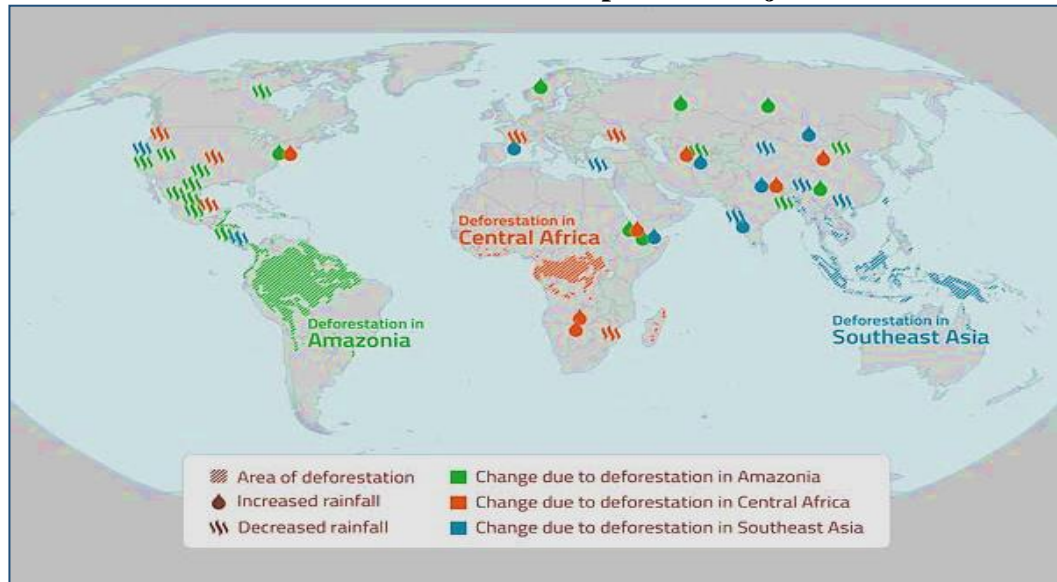 Deforestation in
Central Africa
Deforestation in
Amazonia
Deforestation in
Southeast Asia
Area of deforestation
Increased rainfall
Decreased rainfall
Change due to deforestation in Amazonia
Change due to deforestation in Central Africa
Change due to deforestation in Southeast Asia